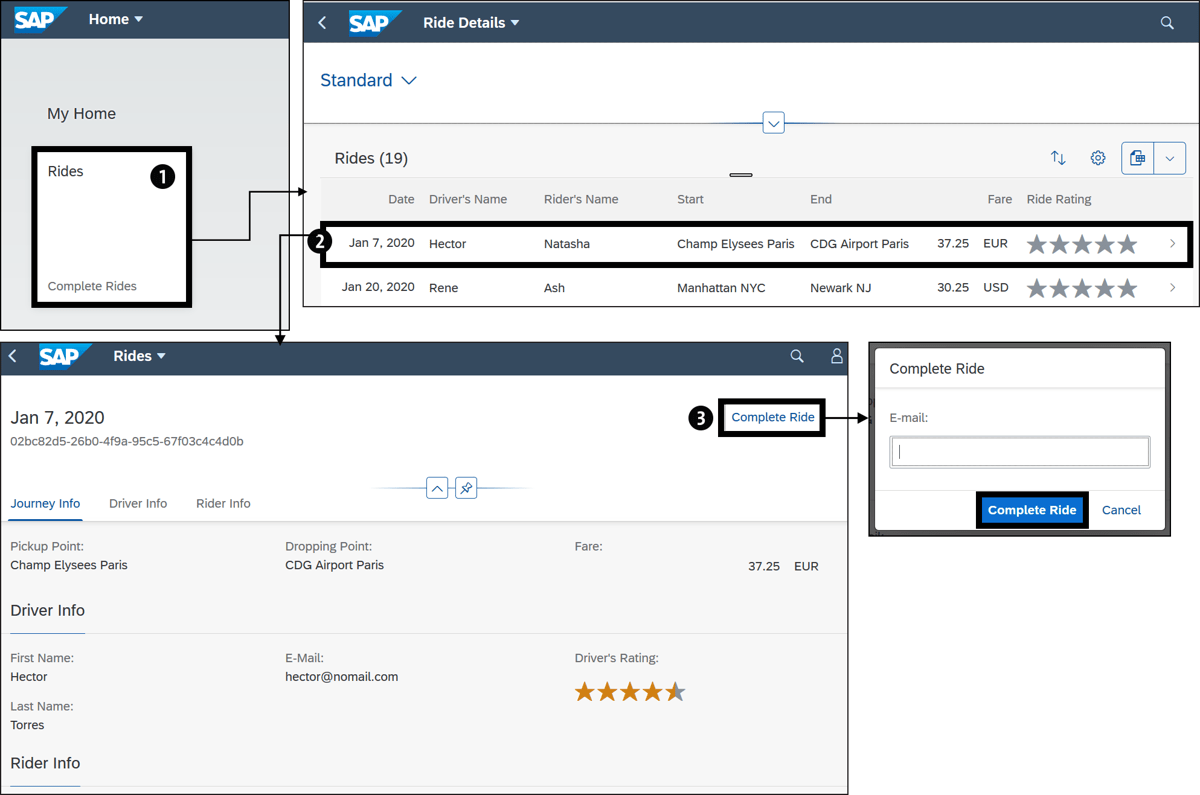 SAP Home
My Home
Rides
1
Complete Rides
SAP Ride Details
Standard
Rides (19)
Date Driver's Name Rider's Name Start End Fare Ride Rating
2
Jan 7, 2020 Hector Natasha Champ Elysees Paris CDG Airport Paris 37.25 EUR
Jan 20, 2020 Rene Ash Manhattan NYC Newark NJ 30.25 USD
SAP Rides
Jan 7, 2020
02bc82d5-26b0-4f9a-95c5-67f03c4c4d0b
3
Complete Ride
Journey Info Driver Info Rider Info
Pickup Point: Dropping Point: Fare:
Champ Elysees Paris CDG Airport Paris 37.25 EUR
Driver Info
First Name: E-Mail: Driver's Rating:
Hector hector@nomail.com
Last Name:
Torres
Rider Info
Complete Ride
E-mail:
Complete Ride Cancel